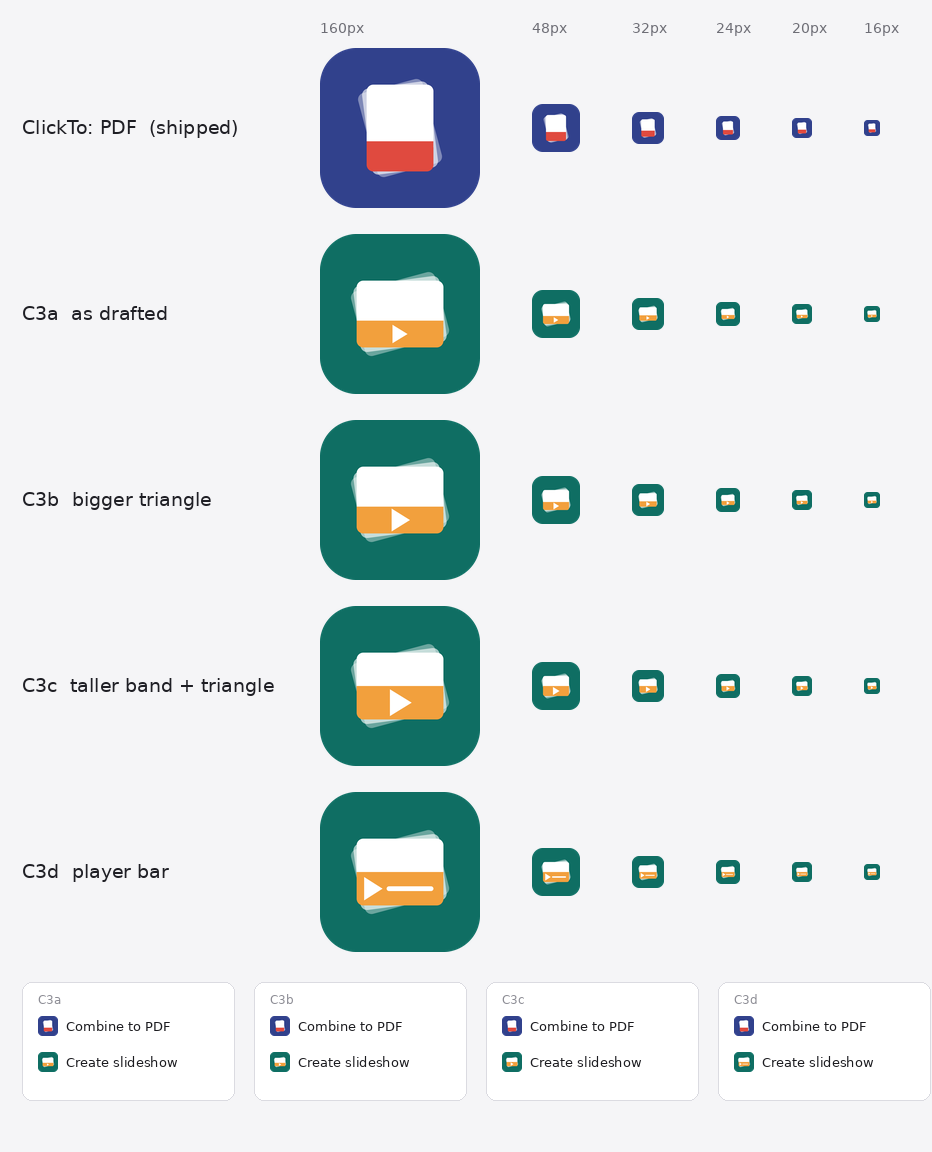 160px 48px 32px 24px 20px 16px
ClickTo: PDF (shipped)
C3a as drafted
C3b bigger triangle
C3c taller band + triangle
C3d player bar
C3a
Combine to PDF
Create slideshow
C3b
Combine to PDF
Create slideshow
C3c
Combine to PDF
Create slideshow
C3d
Combine to PDF
Create slideshow